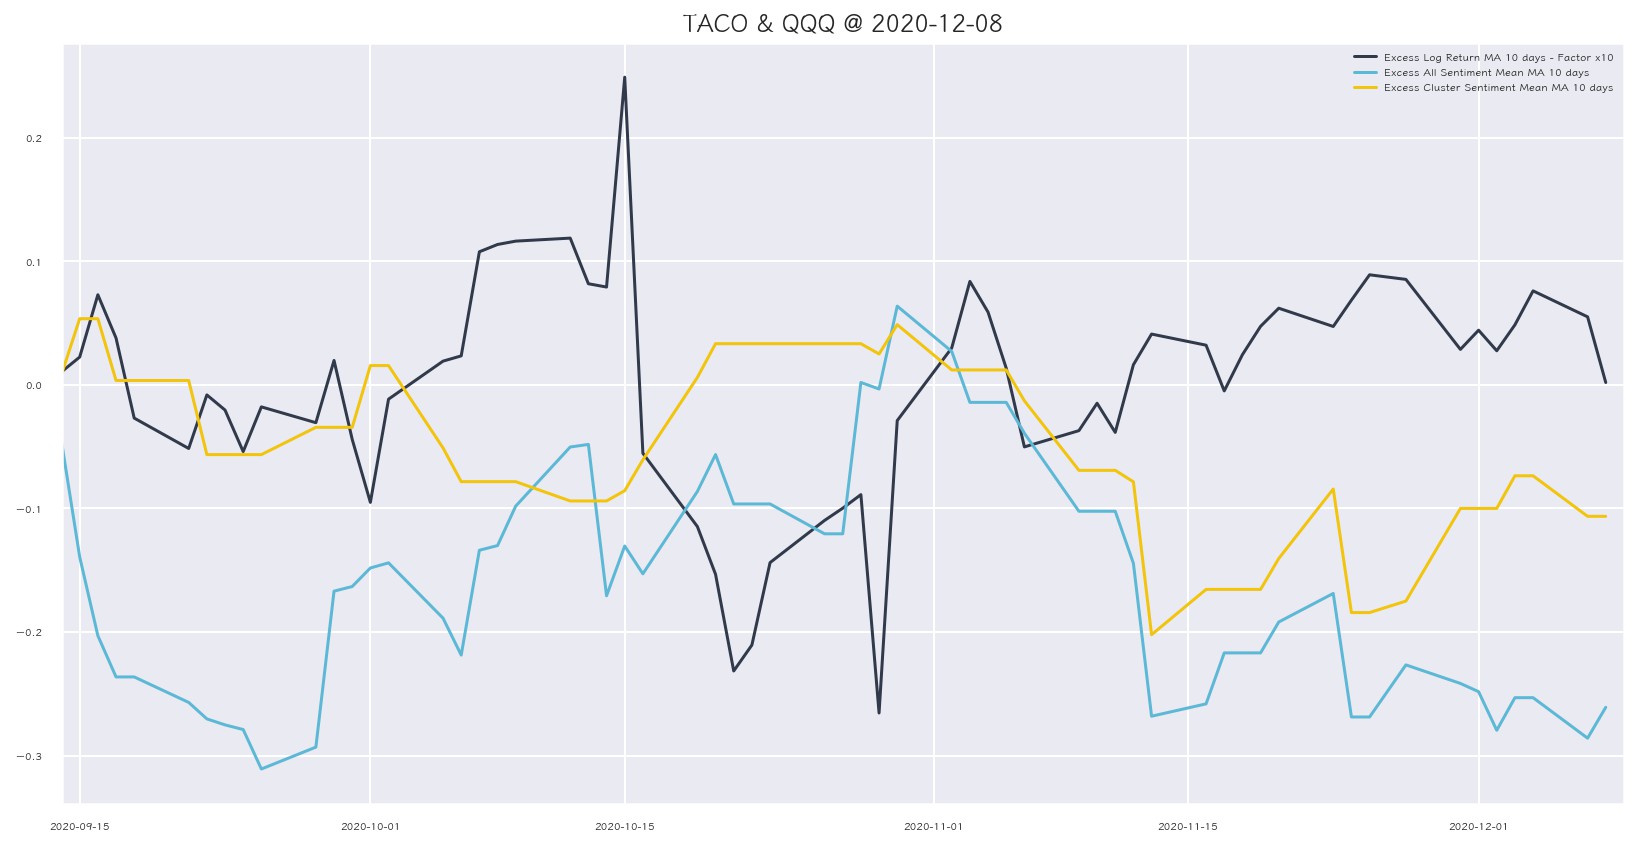 TACO & QQQ @ 2020-12-08
Excess Log Return MA 10 days - Factor x10
Excess All Sentiment Mean MA 10 days
Excess Cluster Sentiment Mean MA 10 days
0.2
0.1
0.0
−0.1
−0.2
−0.3
2020-09-15 2020-10-01 2020-10-15 2020-11-01 2020-11-15 2020-12-01